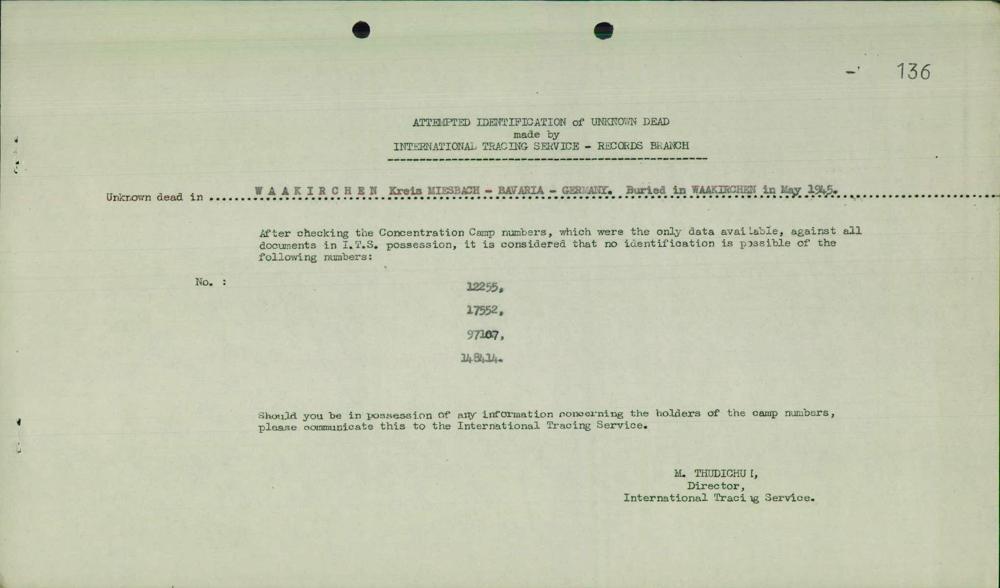 -' 136
ATTEMPTED IDENTIFICATION of UNKNOWN DEAD
made by
INTERNATIONAL TRACING SERVICE - RECORDS BRANCH
Unknown dead in ..... W A A K I R C H E N Kreis MIESBACH - BAVARIA - GERMANY. Buried in WAAKIRCHEN in May 1945.
After checking the Concentration Camp numbers, which were the only data available, against all
documents in I.T.S. possession, it is considered that no identification is possible of the
following numbers:
No. :
12255,
17552,
97107,
148414.
Should you be in possession of any information concerning the holders of the camp numbers,
please communicate this to the International Tracing Service.
M. THUDICHUM,
Director,
International Tracing Service.